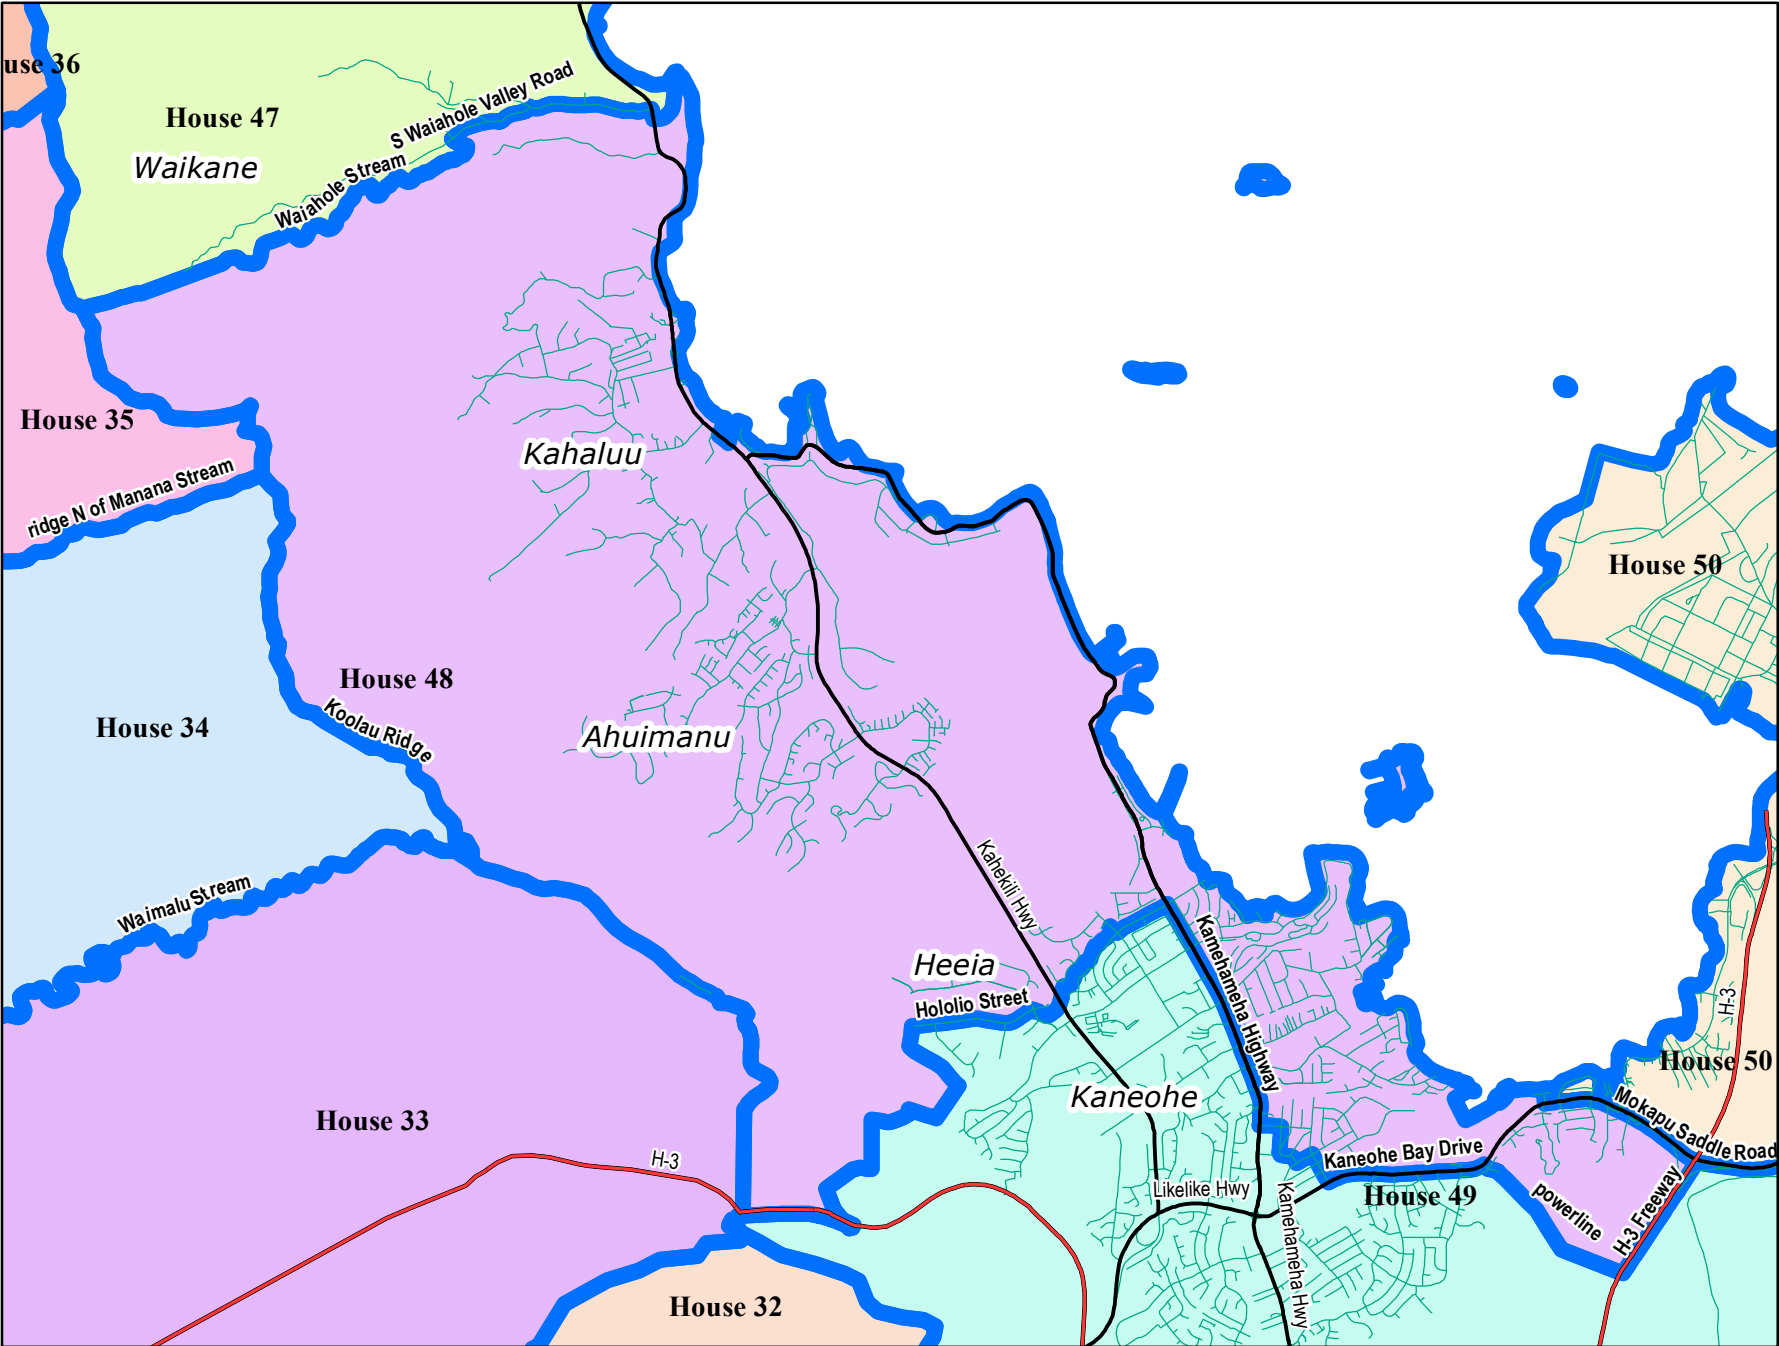 use 36
House 47
S Waiahole Valley Road
Waikane
Waiahole Stream
House 35
Kahaluu
ridge N of Manana Stream
House 50
House 48
Koolau Ridge
House 34
Ahuimanu
Waimalu Stream
Kahekili Hwy
Heeia
Hololio Street
Kamehameha Highway
H-3
House 50
Kaneohe
House 33
Mokapu Saddle Road
Kaneohe Bay Drive
H-3
Likelike Hwy
House 49
powerline
H-3 Freeway
Kamehameha Hwy
House 32